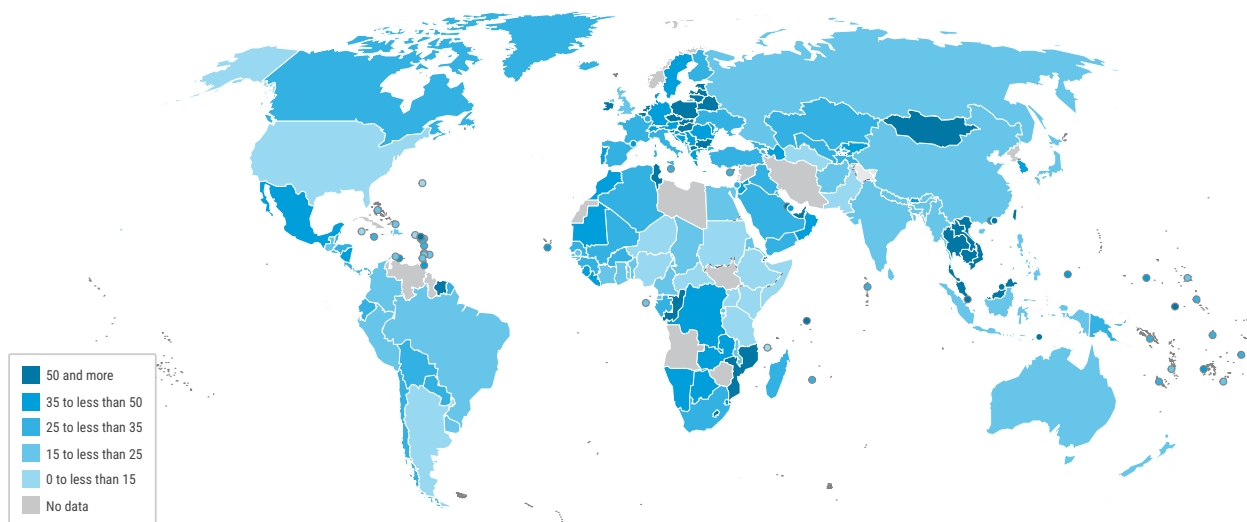 50 and more
35 to less than 50
25 to less than 35
15 to less than 25
0 to less than 15
No data